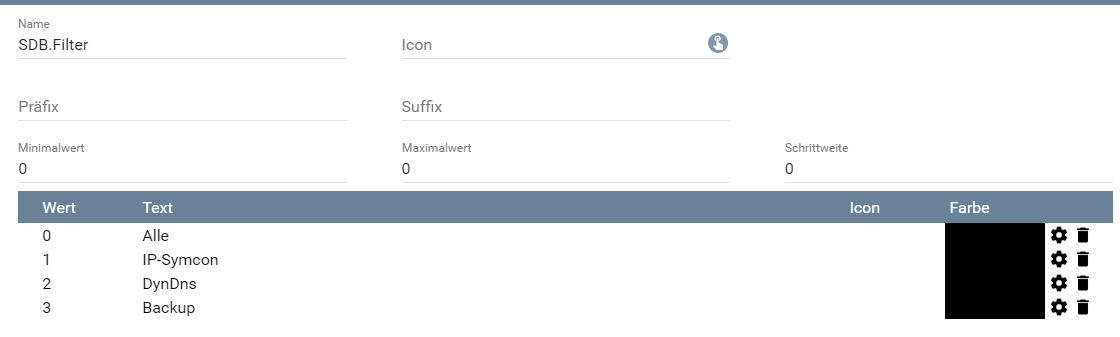 Name
SDB.Filter
Icon
Präfix
Suffix
Minimalwert
0
Maximalwert
0
Schrittweite
0
Wert Text Icon Farbe
0 Alle
1 IP-Symcon
2 DynDns
3 Backup